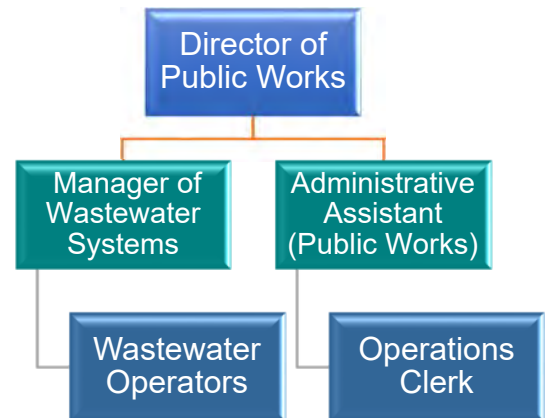 Director of
Public Works
Manager of
Wastewater
Systems
Administrative
Assistant
(Public Works)
Wastewater
Operators
Operations
Clerk